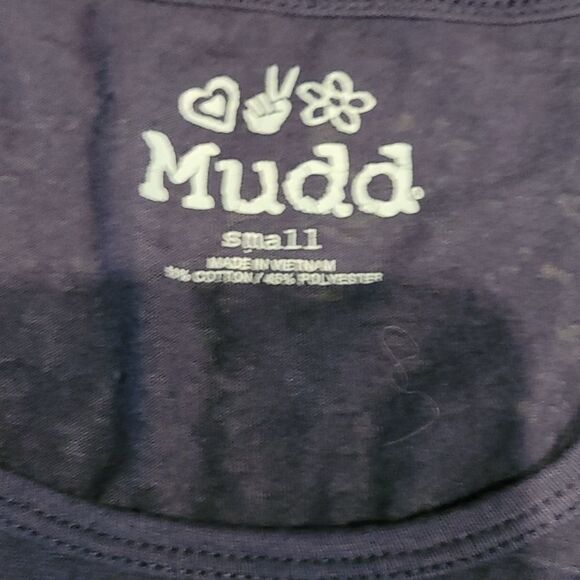 Mudd.
small
MADE IN VIETNAM
COTTON / POLYESTER